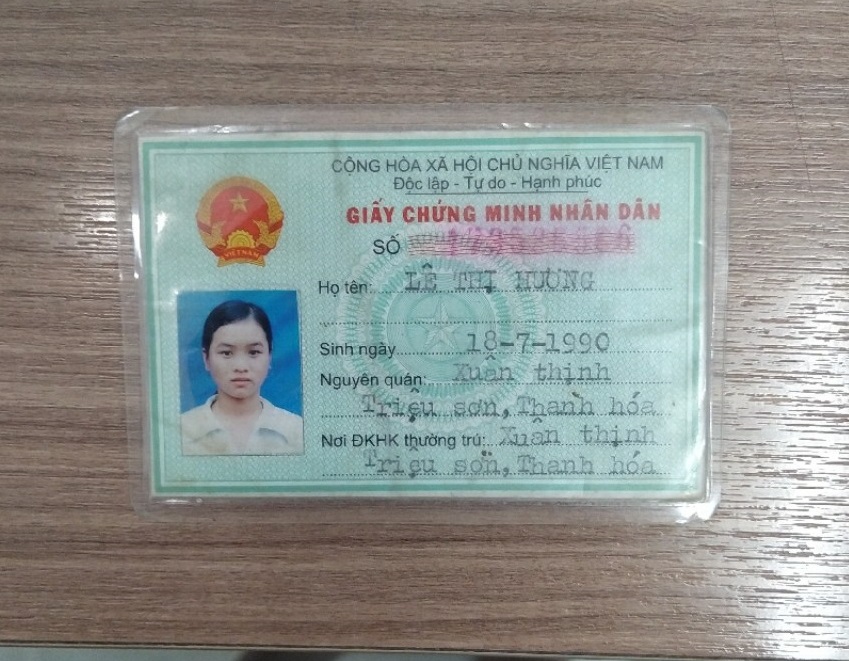 CỘNG HÒA XÃ HỘI CHỦ NGHĨA VIỆT NAM
Độc lập - Tự do - Hạnh phúc
GIẤY CHỨNG MINH NHÂN DÂN
SỐ
Họ tên: LÊ THỊ HƯƠNG
Sinh ngày 18-7-1990
Nguyên quán: Xuân thịnh
Triệu sơn, Thanh hóa
Nơi ĐKHK thường trú: Xuân thịnh
Triệu sơn, Thanh hóa
VIỆT NAM